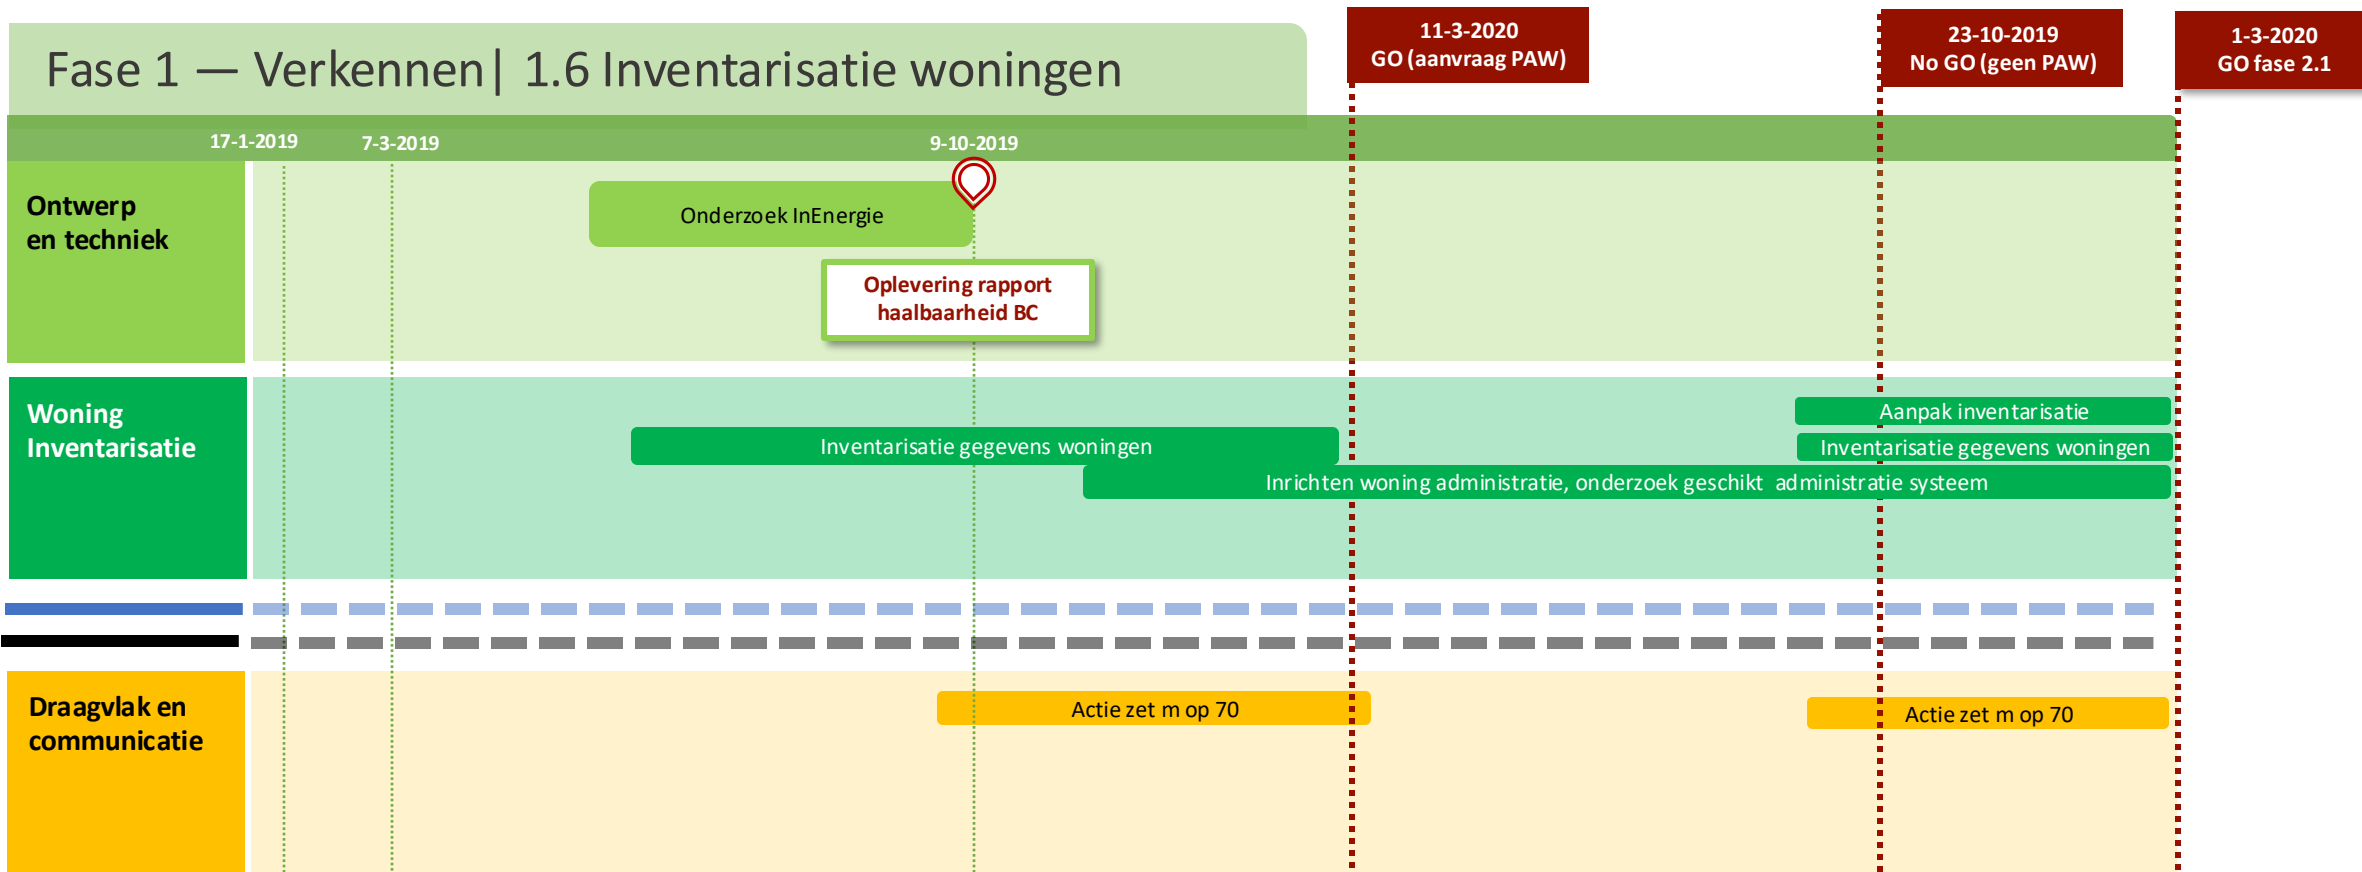 Fase 1 — Verkennen| 1.6 Inventarisatie woningen
11-3-2020
GO (aanvraag PAW)
23-10-2019
No GO (geen PAW)
1-3-2020
GO fase 2.1
17-1-2019
7-3-2019
9-10-2019
Ontwerp
en techniek
Onderzoek InEnergie
Oplevering rapport
haalbaarheid BC
Woning
Inventarisatie
Aanpak inventarisatie
Inventarisatie gegevens woningen
Inventarisatie gegevens woningen
Inrichten woning administratie, onderzoek geschikt administratie systeem
Draagvlak en
communicatie
Actie zet m op 70
Actie zet m op 70